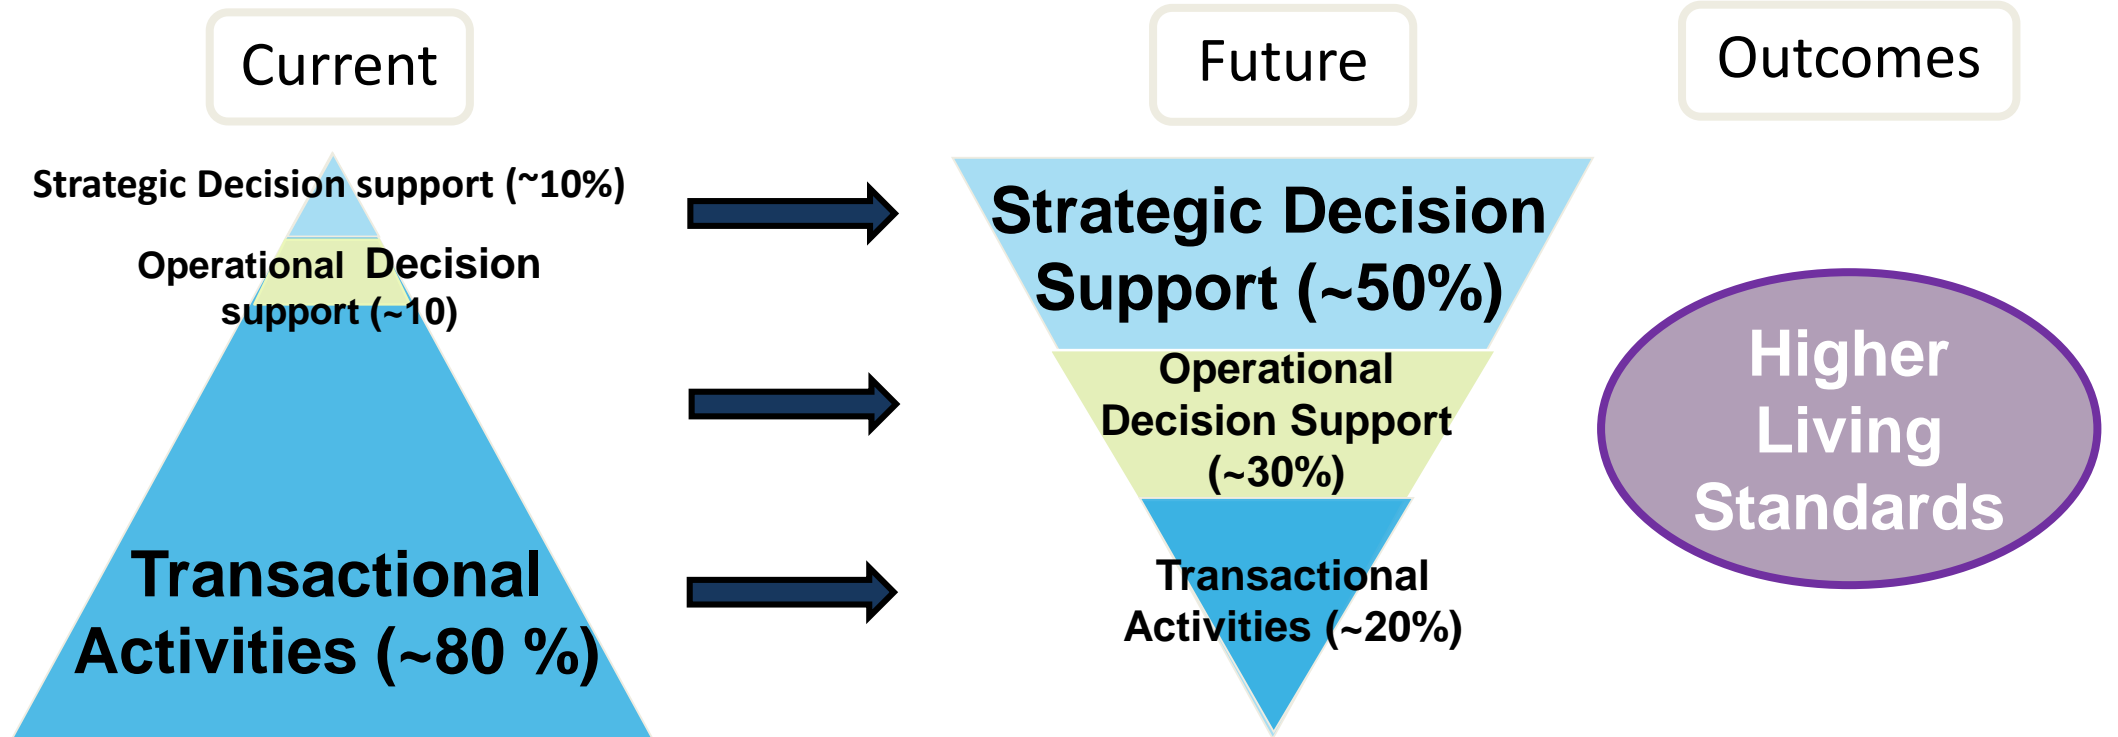 Current
Strategic Decision support (~10%)
Operational Decision
support (~10)
Transactional
Activities (~80 %)
Future
Strategic Decision
Support (~50%)
Operational
Decision Support
(~30%)
Transactional
Activities (~20%)
Outcomes
Higher
Living
Standards